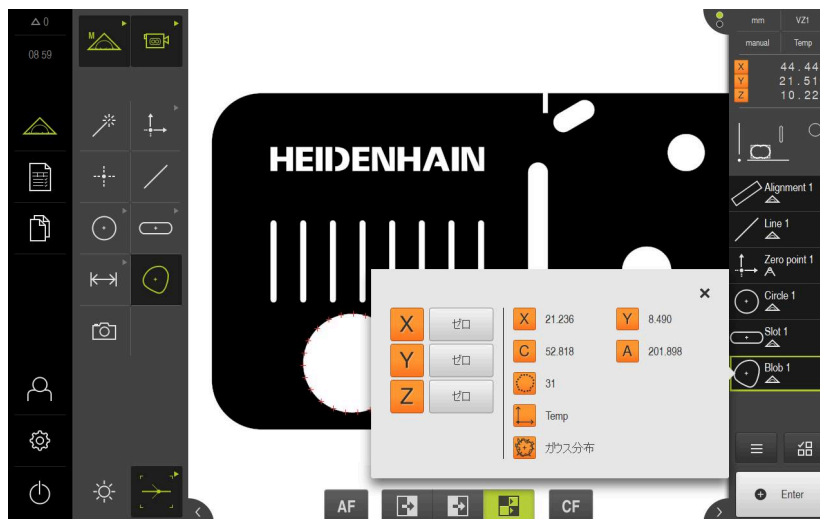 0
mm VZ1
08 59
manual Temp
M
X 44.44
Y 21.51
Z 10.22
HEIDENHAIN
Alignment 1
Line 1
Zero point 1
Circle 1
Slot 1
Blob 1
X ゼロ
Y ゼロ
Z ゼロ
X 21.236 Y 8.490
C 52.818 A 201.898
31
Temp
ガウス分布
AF CF
Enter